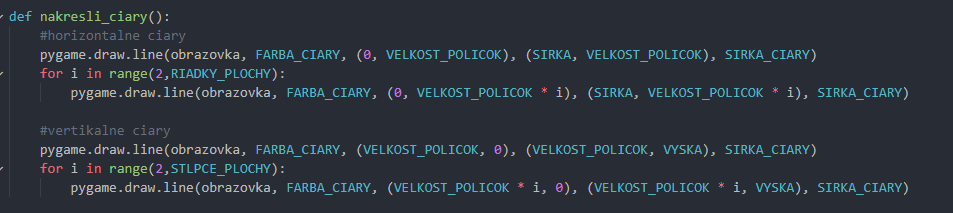 def nakresli_ciary():
    #horizontalne ciary
    pygame.draw.line(obrazovka, FARBA_CIARY, (0, VELKOST_POLICOK), (SIRKA, VELKOST_POLICOK), SIRKA_CIARY)
    for i in range(2,RIADKY_PLOCHY):
        pygame.draw.line(obrazovka, FARBA_CIARY, (0, VELKOST_POLICOK * i), (SIRKA, VELKOST_POLICOK * i), SIRKA_CIARY)

    #vertikalne ciary
    pygame.draw.line(obrazovka, FARBA_CIARY, (VELKOST_POLICOK, 0), (VELKOST_POLICOK, VYSKA), SIRKA_CIARY)
    for i in range(2,STLPCE_PLOCHY):
        pygame.draw.line(obrazovka, FARBA_CIARY, (VELKOST_POLICOK * i, 0), (VELKOST_POLICOK * i, VYSKA), SIRKA_CIARY)